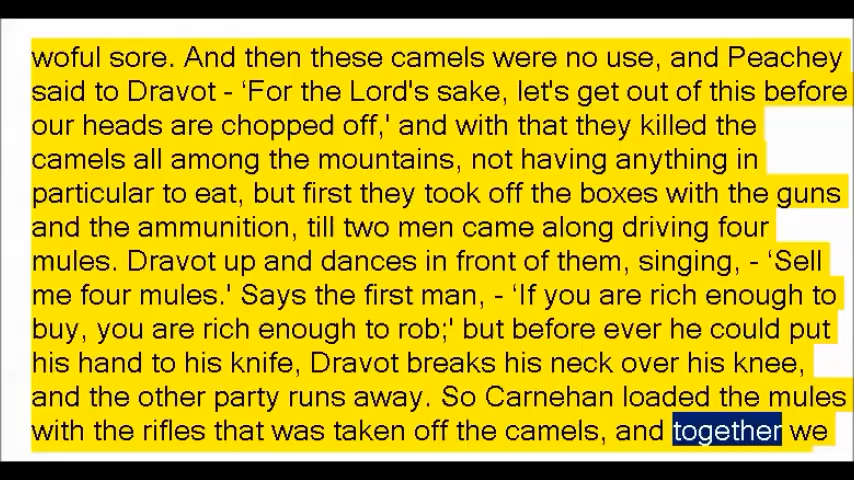 woful sore. And then these camels were no use, and Peachey
said to Dravot - ‘For the Lord's sake, let's get out of this before
our heads are chopped off,' and with that they killed the
camels all among the mountains, not having anything in
particular to eat, but first they took off the boxes with the guns
and the ammunition, till two men came along driving four
mules. Dravot up and dances in front of them, singing, - ‘Sell
me four mules.' Says the first man, - ‘If you are rich enough to
buy, you are rich enough to rob;' but before ever he could put
his hand to his knife, Dravot breaks his neck over his knee,
and the other party runs away. So Carnehan loaded the mules
with the rifles that was taken off the camels, and together we